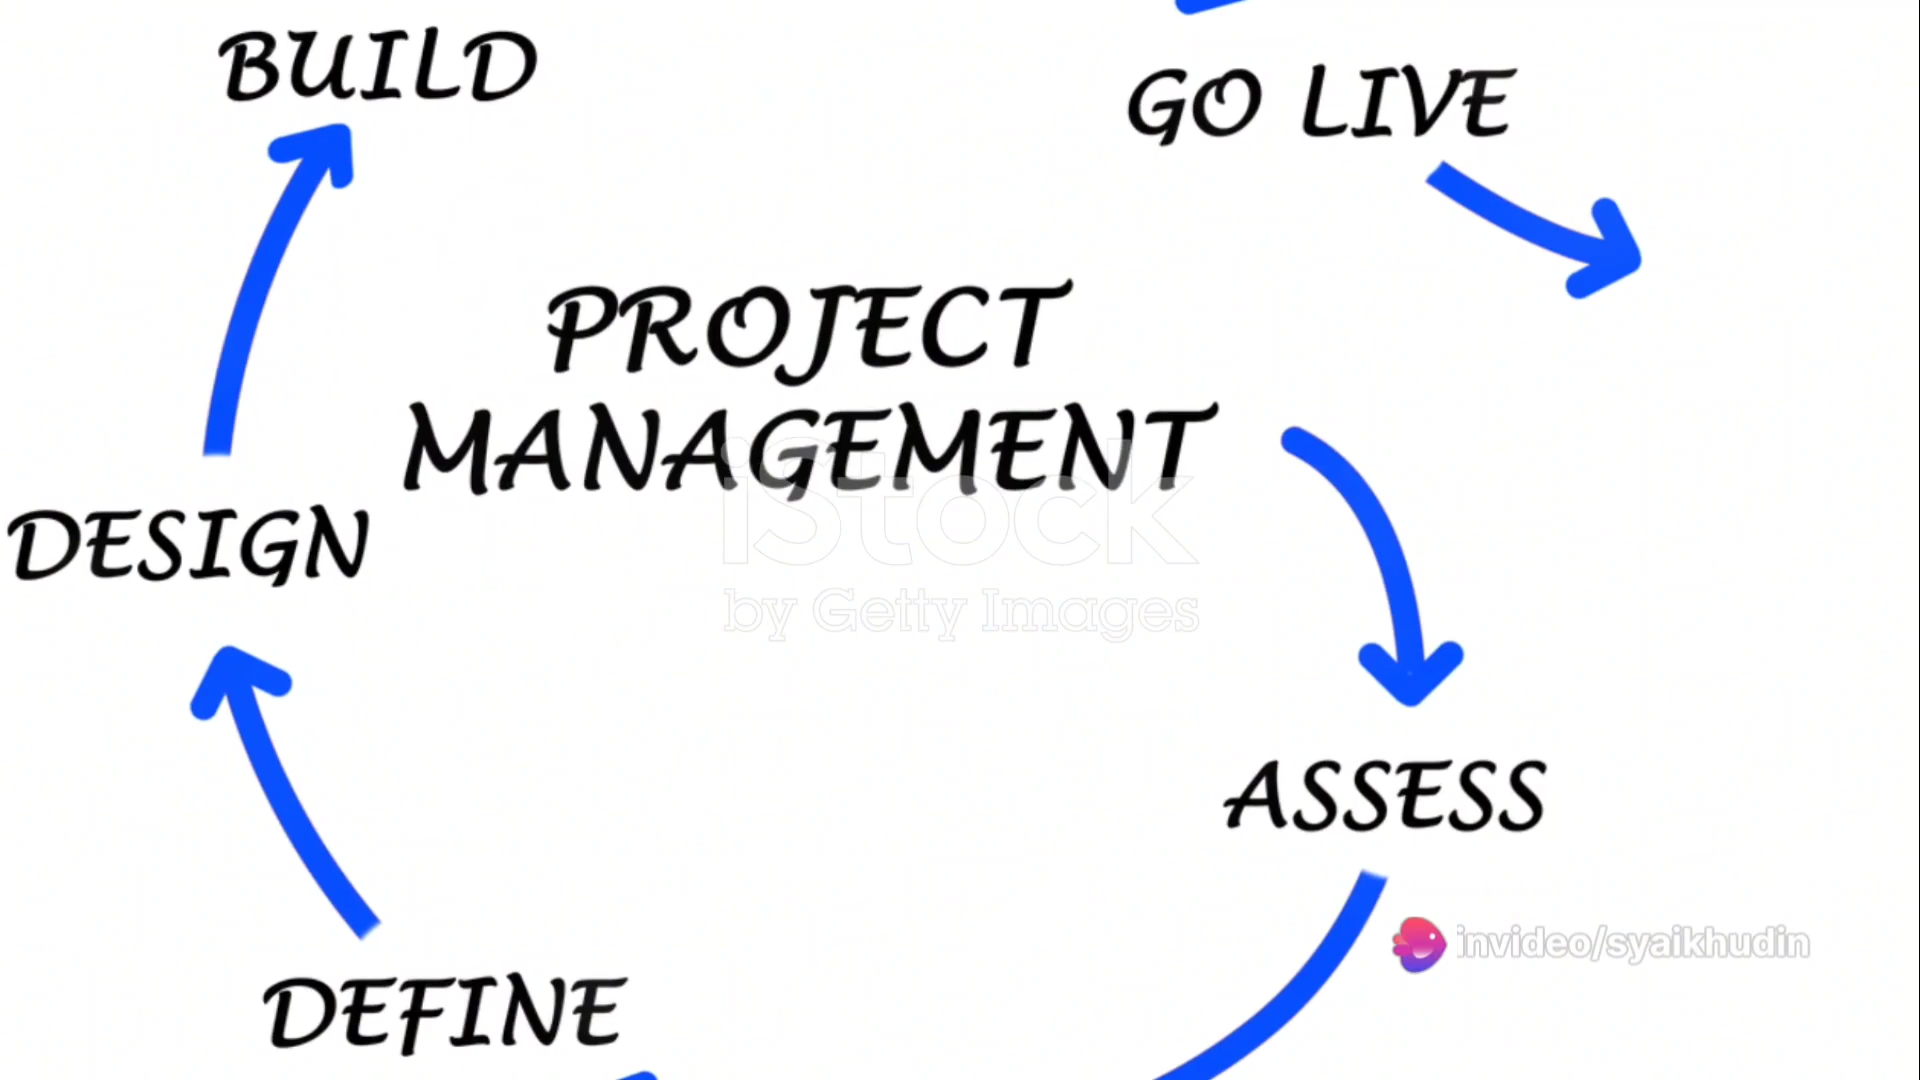 BUILD
GO LIVE
PROJECT
MANAGEMENT
iStock
by Getty Images
DESIGN
ASSESS
invideo/syaikhudin
DEFINE